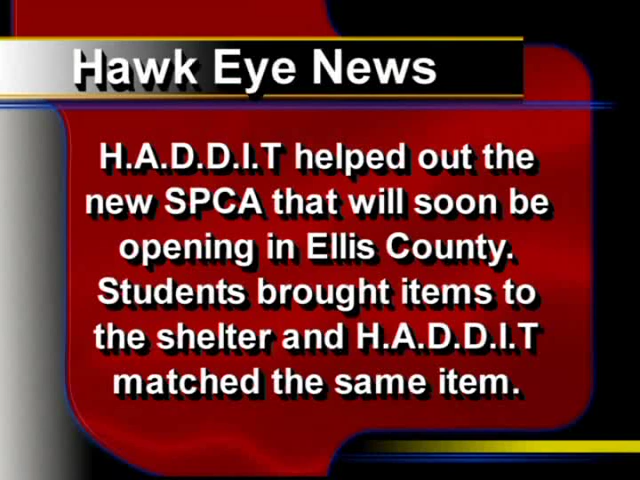 Hawk Eye News
H.A.D.D.I.T helped out the
new SPCA that will soon be
opening in Ellis County.
Students brought items to
the shelter and H.A.D.D.I.T
matched the same item.